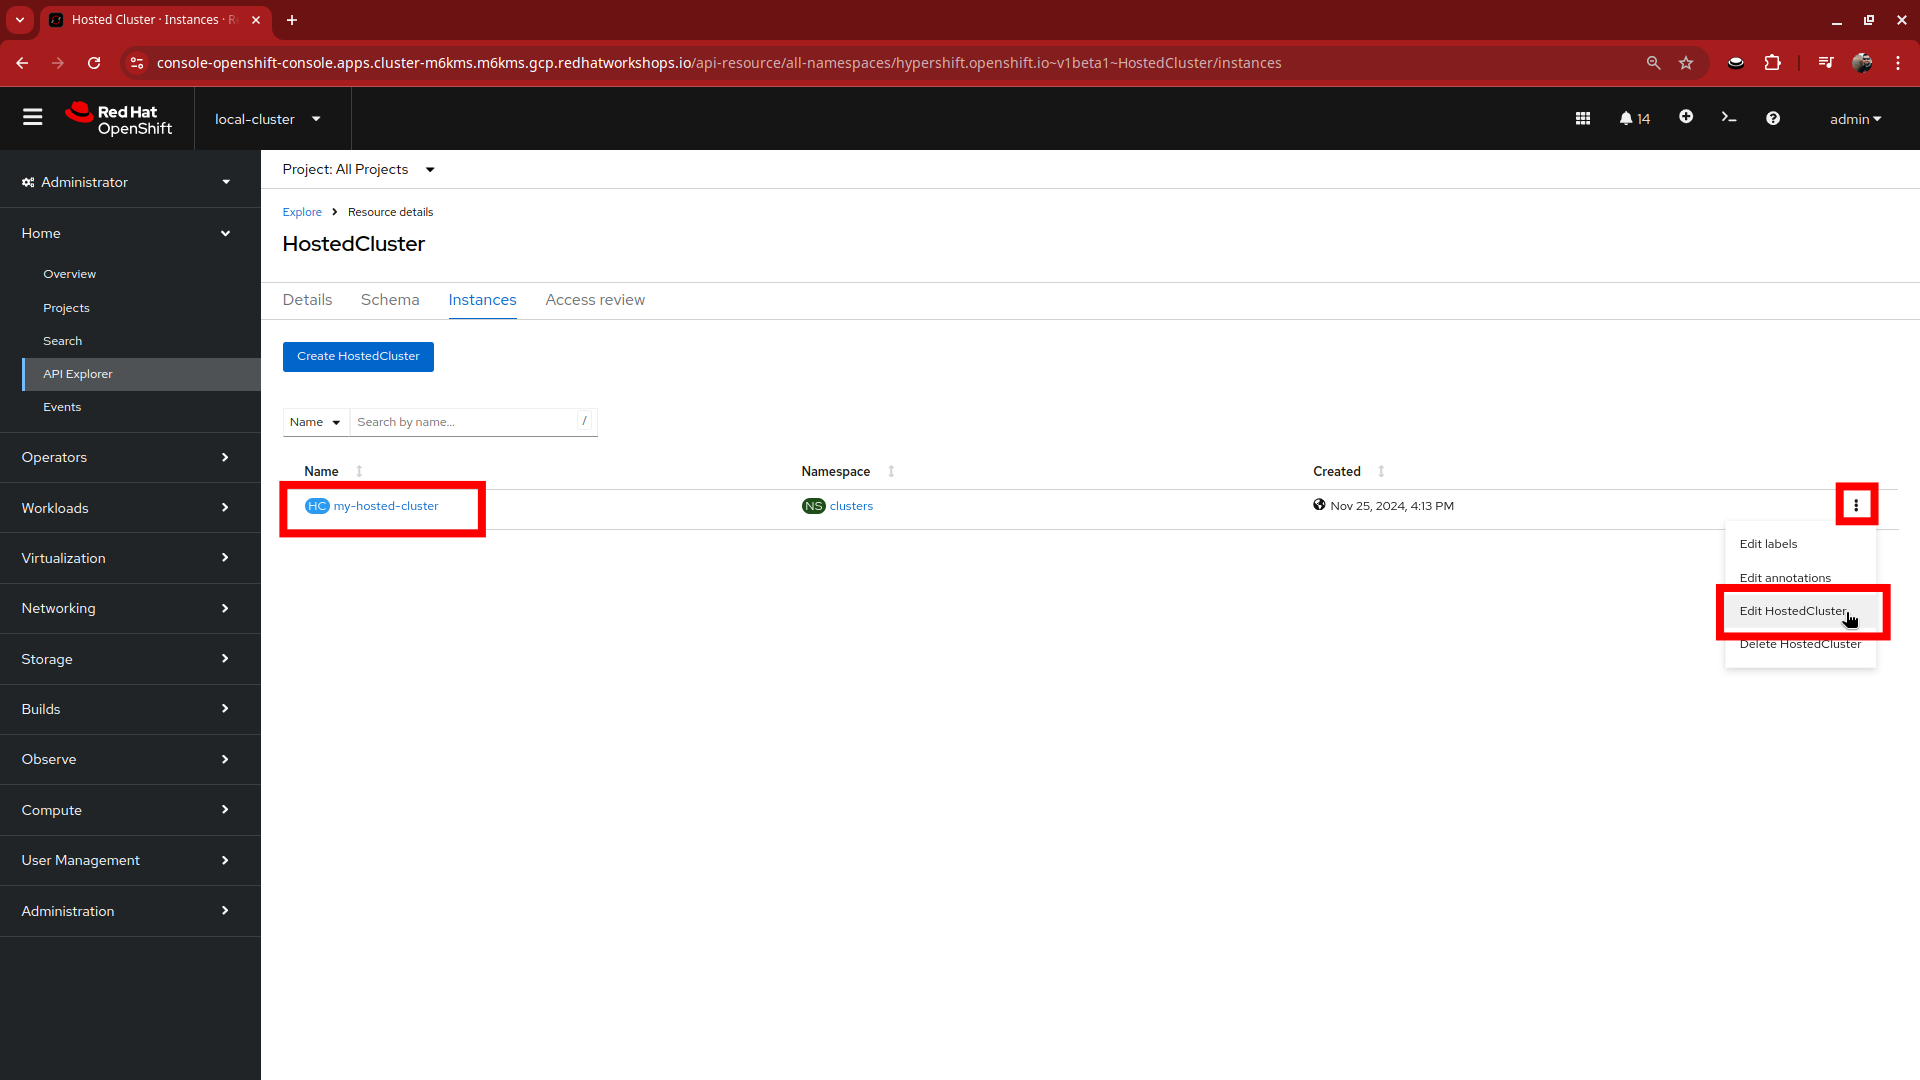 Hosted Cluster · Instances · R
console-openshift-console.apps.cluster-m6kms.m6kms.gcp.redhatworkshops.io/api-resource/all-namespaces/hypershift.openshift.io~v1beta1~HostedCluster/instances
Red Hat
OpenShift
local-cluster
14
admin
Administrator
Home
Overview
Projects
Search
API Explorer
Events
Operators
Workloads
Virtualization
Networking
Storage
Builds
Observe
Compute
User Management
Administration
Project: All Projects
Explore Resource details
HostedCluster
Details Schema Instances Access review
Create HostedCluster
Name Search by name... /
Name Namespace Created
HC my-hosted-cluster NS clusters Nov 25, 2024, 4:13 PM
Edit labels
Edit annotations
Edit HostedCluster
Delete HostedCluster